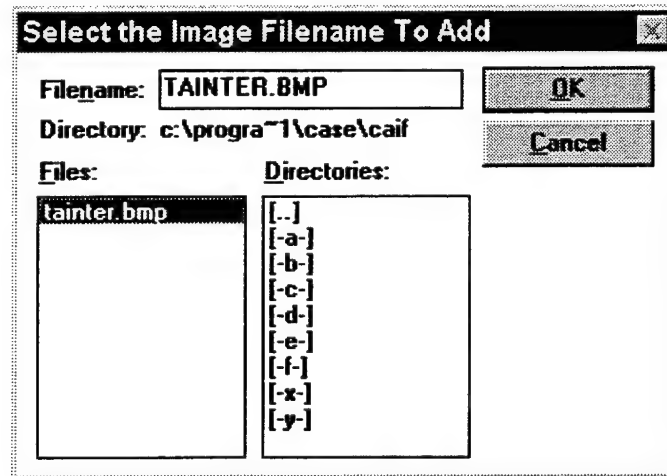 Select the Image Filename To Add
Filename: TAINTER.BMP
OK
Directory: c:\progra~1\case\caif
Cancel
Files:
Directories:
tainter.bmp
[..]
[-a-]
[-b-]
[-c-]
[-d-]
[-e-]
[-f-]
[-x-]
[-y-]